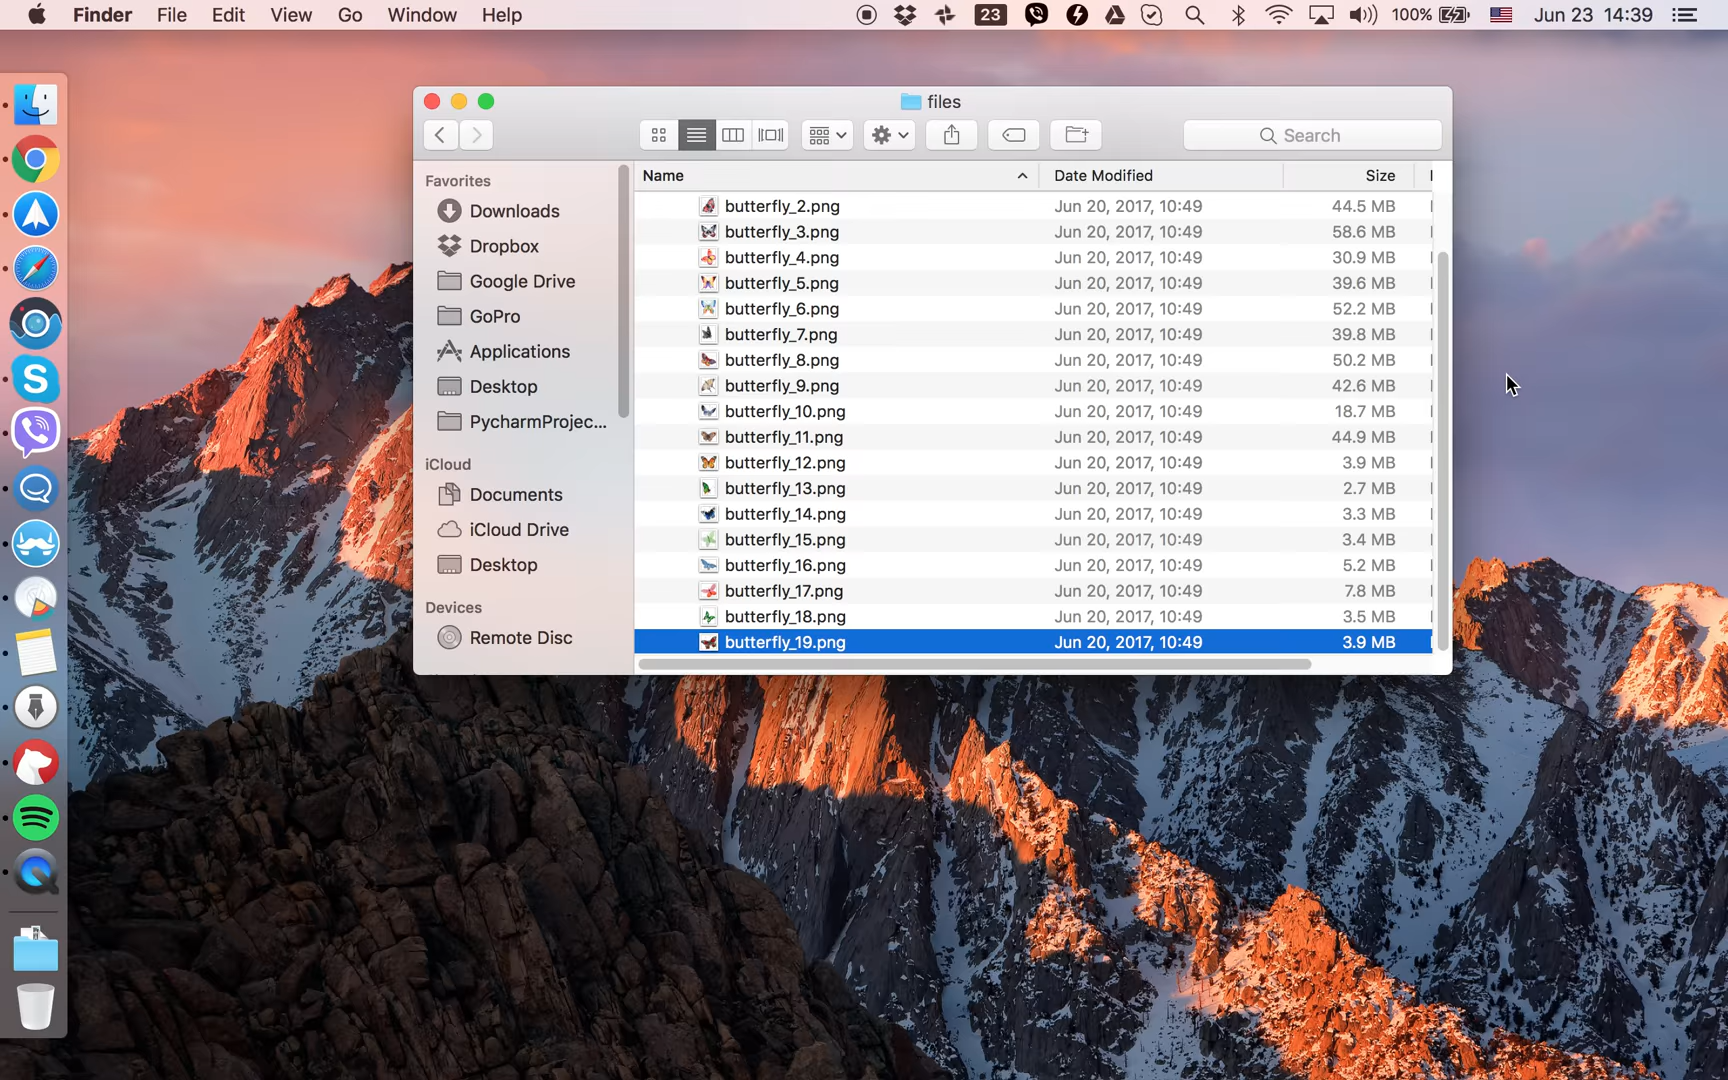 Finder File Edit View Go Window Help 23 100% Jun 23 14:39
files
Search
Favorites
Downloads
Dropbox
Google Drive
GoPro
Applications
Desktop
PycharmProjec...
iCloud
Documents
iCloud Drive
Desktop
Devices
Remote Disc
Name Date Modified Size
butterfly_2.png Jun 20, 2017, 10:49 44.5 MB
butterfly_3.png Jun 20, 2017, 10:49 58.6 MB
butterfly_4.png Jun 20, 2017, 10:49 30.9 MB
butterfly_5.png Jun 20, 2017, 10:49 39.6 MB
butterfly_6.png Jun 20, 2017, 10:49 52.2 MB
butterfly_7.png Jun 20, 2017, 10:49 39.8 MB
butterfly_8.png Jun 20, 2017, 10:49 50.2 MB
butterfly_9.png Jun 20, 2017, 10:49 42.6 MB
butterfly_10.png Jun 20, 2017, 10:49 18.7 MB
butterfly_11.png Jun 20, 2017, 10:49 44.9 MB
butterfly_12.png Jun 20, 2017, 10:49 3.9 MB
butterfly_13.png Jun 20, 2017, 10:49 2.7 MB
butterfly_14.png Jun 20, 2017, 10:49 3.3 MB
butterfly_15.png Jun 20, 2017, 10:49 3.4 MB
butterfly_16.png Jun 20, 2017, 10:49 5.2 MB
butterfly_17.png Jun 20, 2017, 10:49 7.8 MB
butterfly_18.png Jun 20, 2017, 10:49 3.5 MB
butterfly_19.png Jun 20, 2017, 10:49 3.9 MB